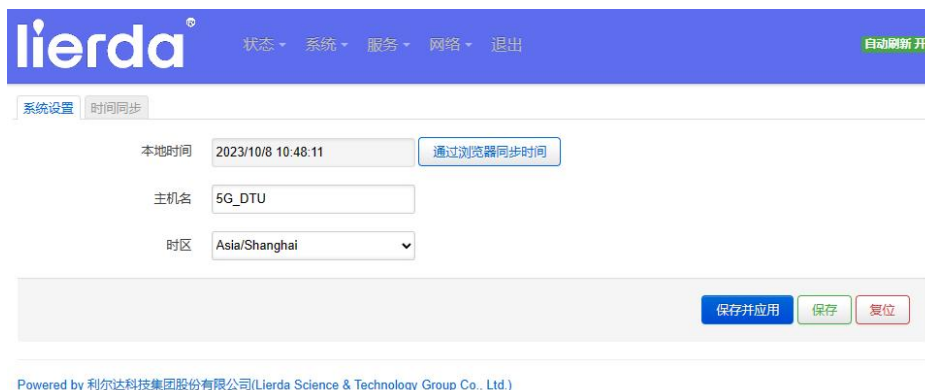 lierda® 状态 系统 服务 网络 退出 自动刷新 开
系统设置 时间同步
本地时间 2023/10/8 10:48:11 通过浏览器同步时间
主机名 5G_DTU
时区 Asia/Shanghai
保存并应用 保存 复位
Powered by 利尔达科技集团股份有限公司(Lierda Science & Technology Group Co., Ltd.)